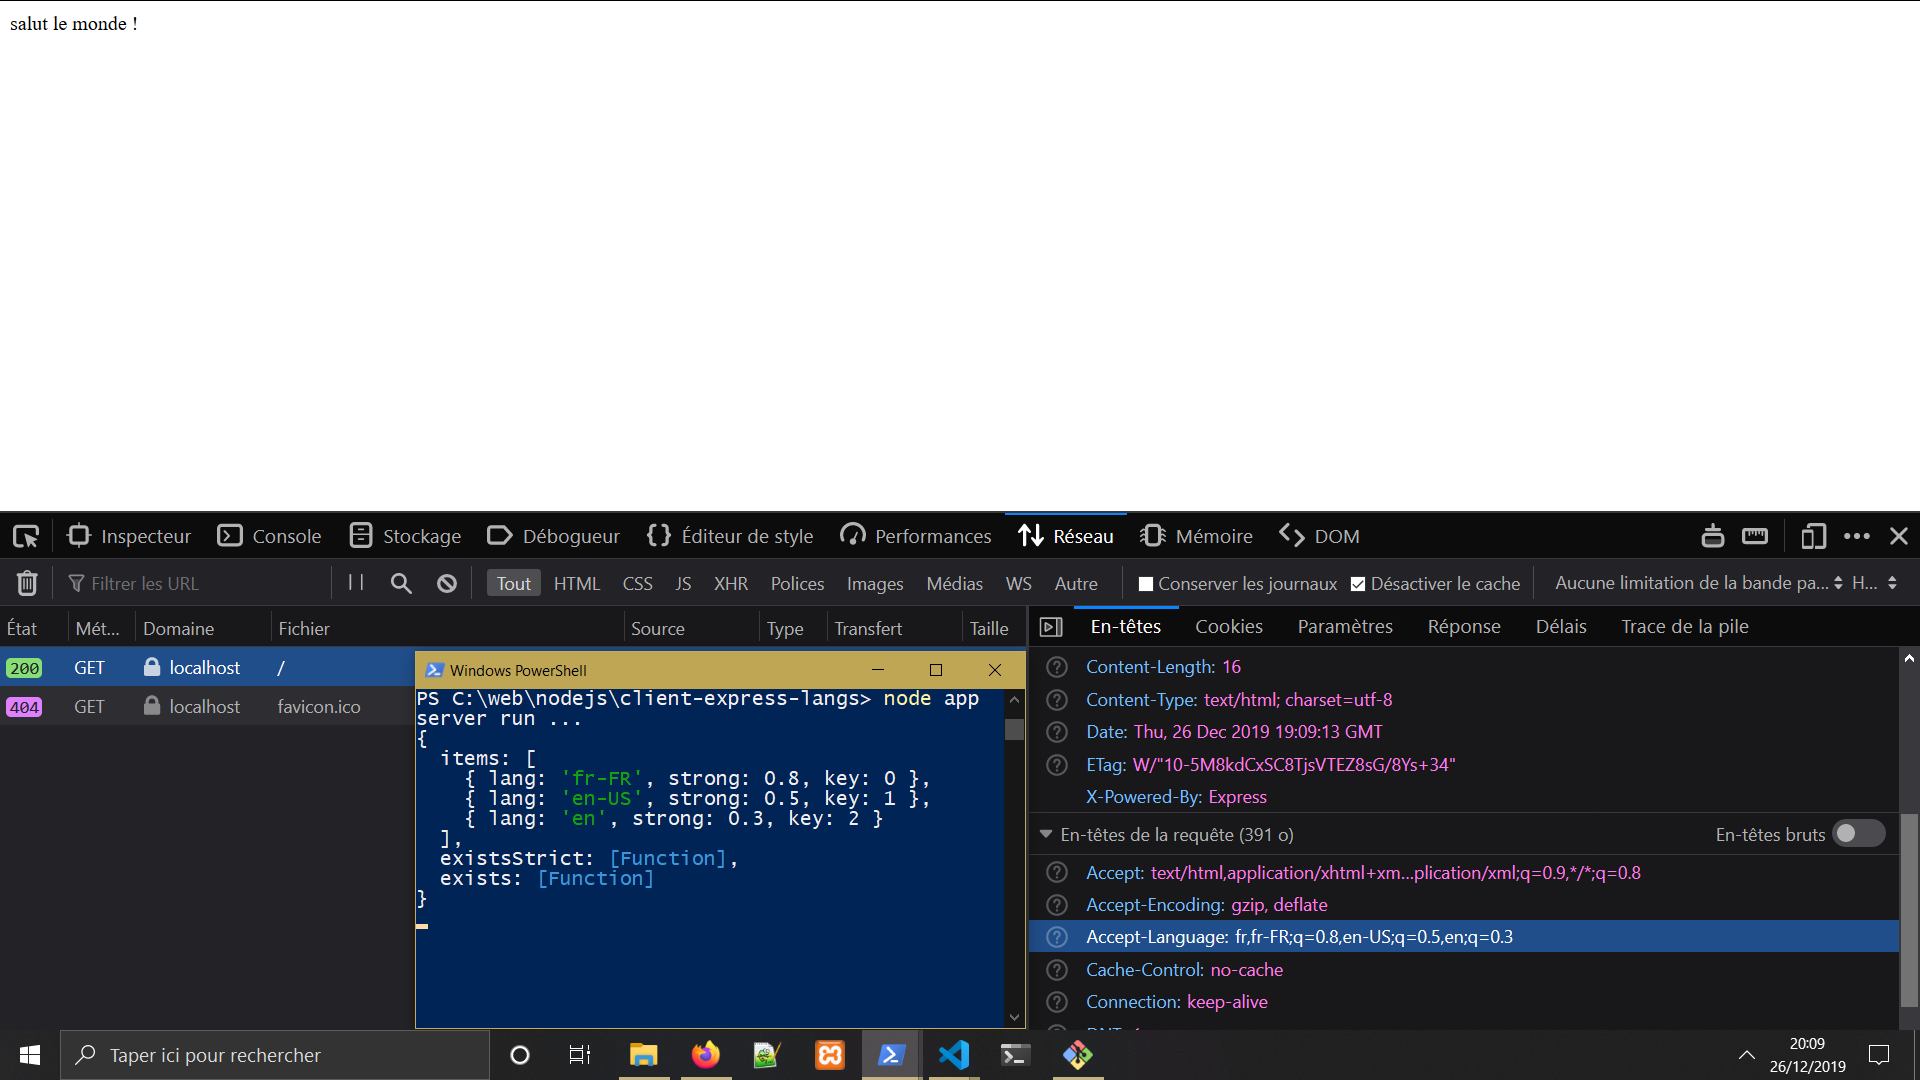 salut le monde !
Inspecteur Console Stockage Débogueur Éditeur de style Performances Réseau Mémoire DOM
Filtrer les URL Tout HTML CSS JS XHR Polices Images Médias WS Autre Conserver les journaux Désactiver le cache Aucune limitation de la bande pa... H...
État Mét... Domaine Fichier Source Type Transfert Taille
200 GET localhost /
404 GET localhost favicon.ico
Windows PowerShell
PS C:\web\nodejs\client-express-langs> node app
server run ...
{
items: [
{ lang: 'fr-FR', strong: 0.8, key: 0 },
{ lang: 'en-US', strong: 0.5, key: 1 },
{ lang: 'en', strong: 0.3, key: 2 }
],
existsStrict: [Function],
exists: [Function]
}
En-têtes Cookies Paramètres Réponse Délais Trace de la pile
Content-Length: 16
Content-Type: text/html; charset=utf-8
Date: Thu, 26 Dec 2019 19:09:13 GMT
ETag: W/"10-5M8kdCxSC8TjsVTEZ8sG/8Ys+34"
X-Powered-By: Express
En-têtes de la requête (391 o) En-têtes bruts
Accept: text/html,application/xhtml+xm...plication/xml;q=0.9,*/*;q=0.8
Accept-Encoding: gzip, deflate
Accept-Language: fr,fr-FR;q=0.8,en-US;q=0.5,en;q=0.3
Cache-Control: no-cache
Connection: keep-alive
Taper ici pour rechercher
20:09
26/12/2019